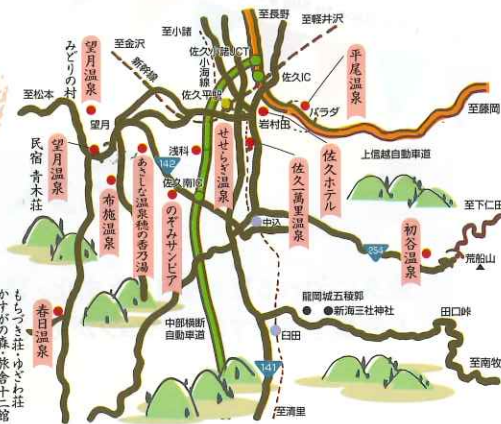 至長野
至軽井沢
至小諸
至金沢
新幹線
小海線
佐久小諸JCT
佐久IC
佐久平駅
平尾温泉
パラダ
岩村田
至藤岡
上信越自動車道
望月温泉
みどりの村
至松本
望月
望月温泉
民宿 青木荘
布施温泉
あさしな温泉穂の香乃湯
142
浅科
佐久南IC
のぞみサンピア
せせらぎ温泉
佐久一萬里温泉
佐久ホテル
中込
254
初谷温泉
至下仁田
荒船山
龍岡城五稜郭
新海三社神社
田口峠
至南牧
臼田
中部横断
自動車道
141
至清里
春日温泉
もちづき荘・ゆざわ荘
かすがの森・旅舎十二館